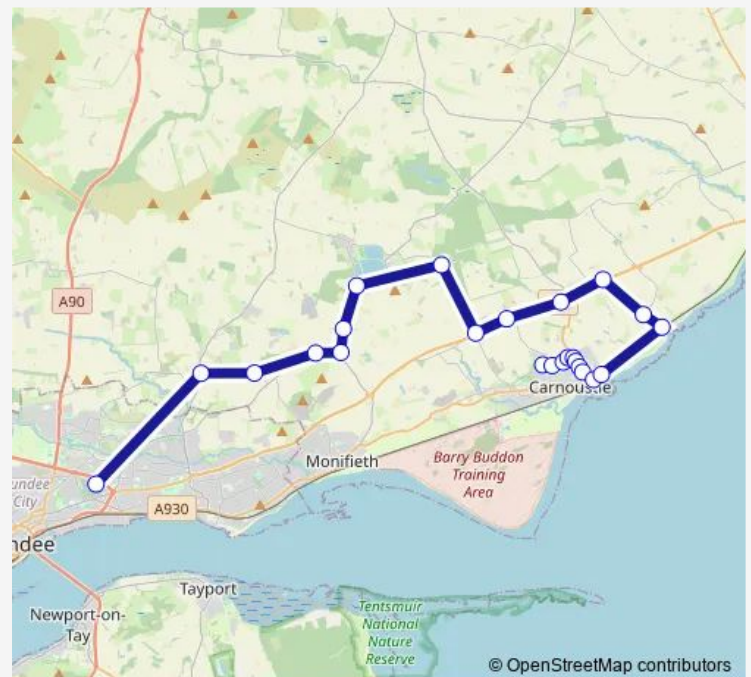 A90
Carnoustie
Monifieth
Barry Buddon
Training
Area
undee
City
A930
ndee
Tayport
Newport-on-
Tay
Tentsmuir
National
Nature
Reserve
© OpenStreetMap contributors